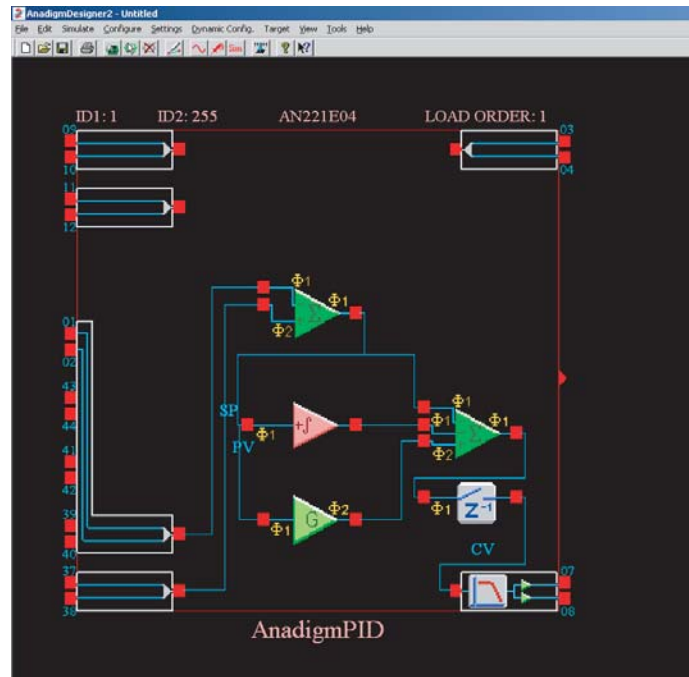 AnadigmDesigner2 - Untitled
File Edit Simulate Configure Settings Dynamic Config. Target View Tools Help
Sim
ID1: 1 ID2: 255 AN221E04 LOAD ORDER: 1
09 03
10 04
11
12
Φ1
Φ1
01
Σ
Φ2
02
43
SP
Φ1
44
+∫
Φ1
Φ1
Σ
PV
Φ1
41
Φ2
42
Φ2
G
Φ1
Φ1
Z-1
39
40
CV
37 07
38 08
AnadigmPID